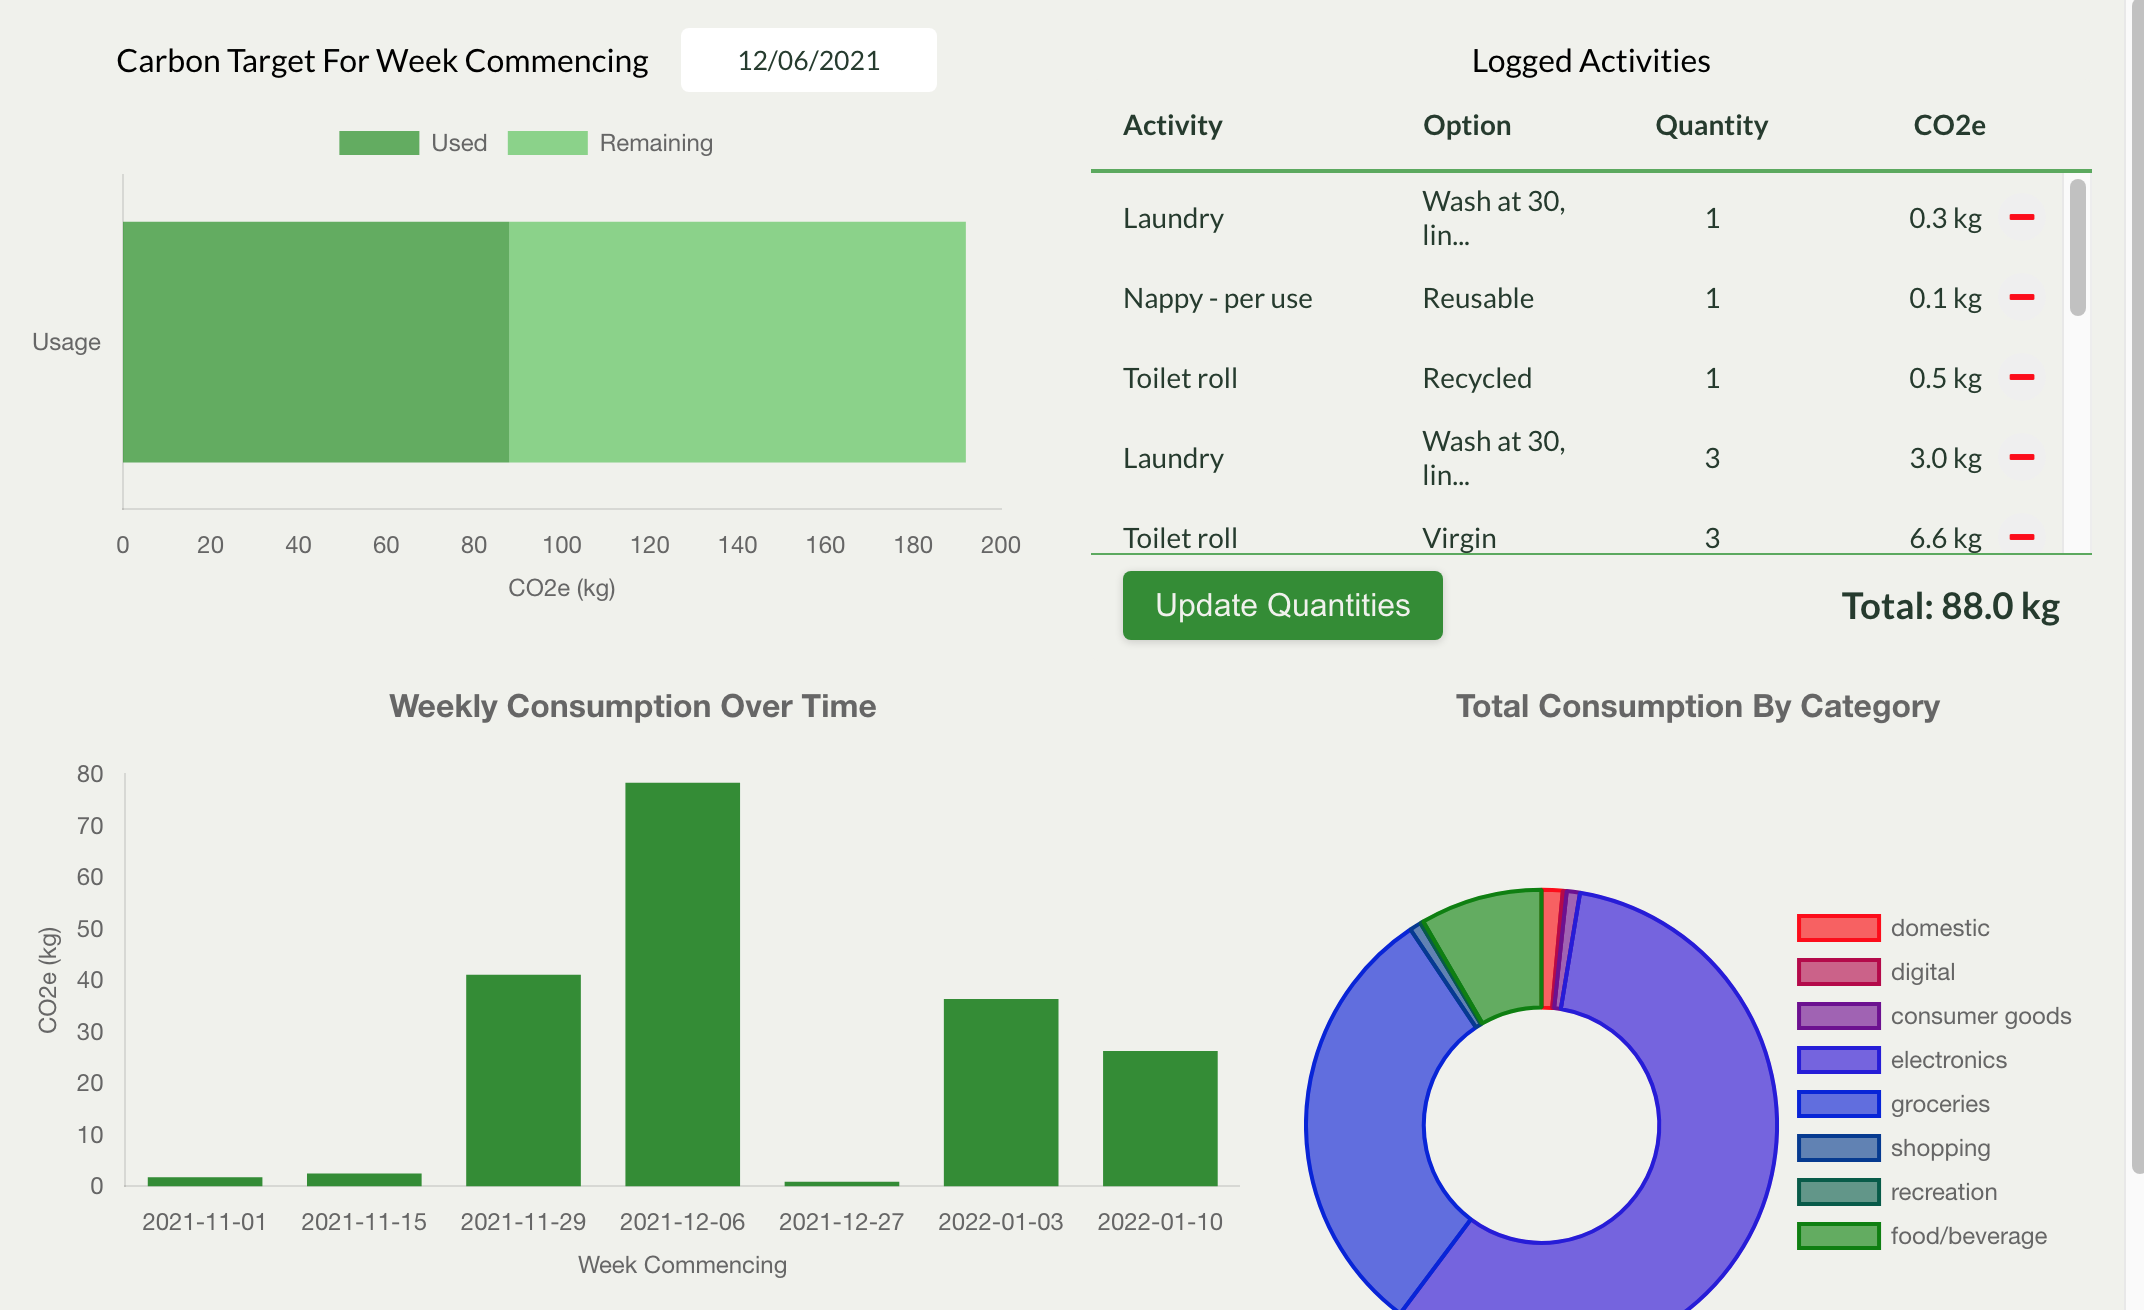 Carbon Target For Week Commencing 12/06/2021
Used Remaining
Usage
0 20 40 60 80 100 120 140 160 180 200
CO2e (kg)
Logged Activities
Activity Option Quantity CO2e
Laundry Wash at 30, lin... 1 0.3 kg
Nappy - per use Reusable 1 0.1 kg
Toilet roll Recycled 1 0.5 kg
Laundry Wash at 30, lin... 3 3.0 kg
Toilet roll Virgin 3 6.6 kg
Update Quantities Total: 88.0 kg
Weekly Consumption Over Time
80
70
60
50
40
30
20
10
0
CO2e (kg)
2021-11-01 2021-11-15 2021-11-29 2021-12-06 2021-12-27 2022-01-03 2022-01-10
Week Commencing
Total Consumption By Category
domestic
digital
consumer goods
electronics
groceries
shopping
recreation
food/beverage